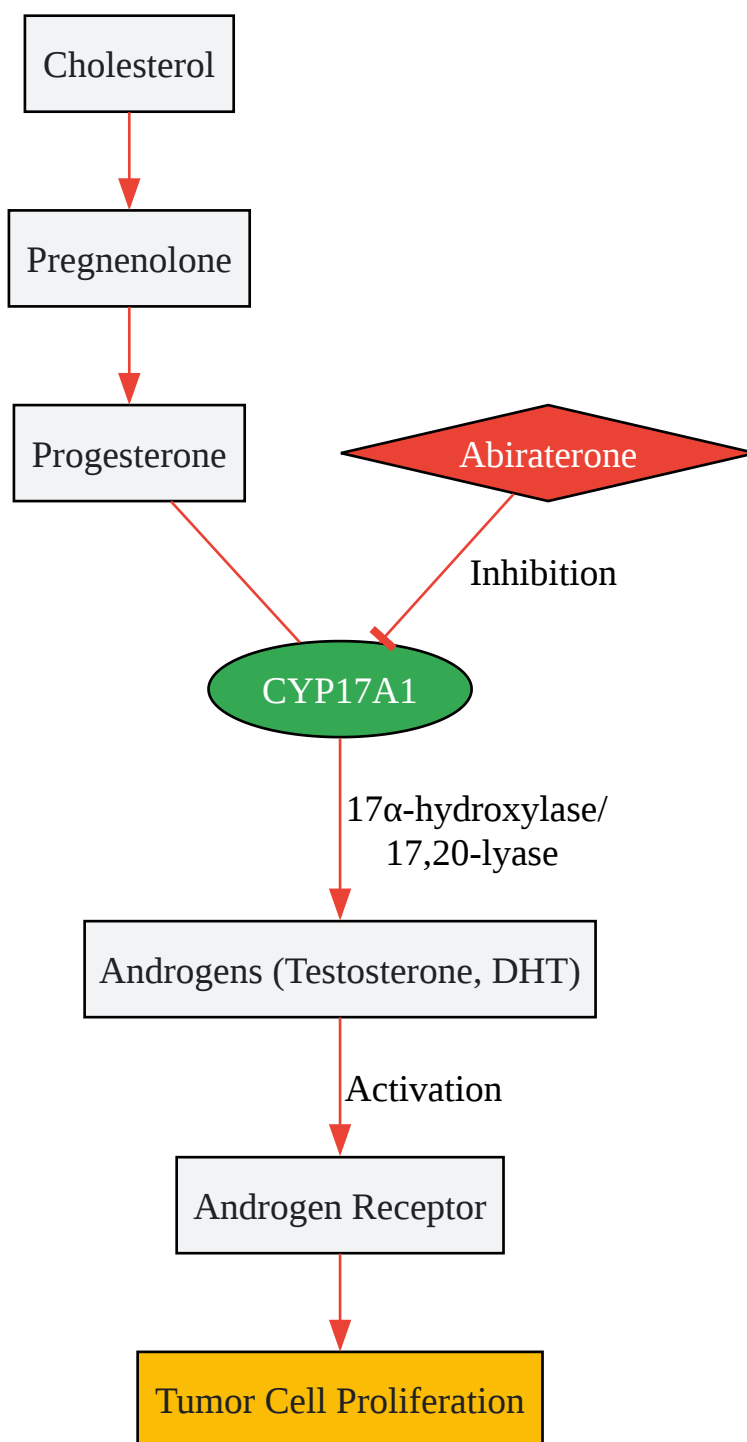 Cholesterol
Pregnenolone
Progesterone
Abiraterone
Inhibition
CYP17A1
17α-hydroxylase/
17,20-lyase
Androgens (Testosterone, DHT)
Activation
Androgen Receptor
Tumor Cell Proliferation